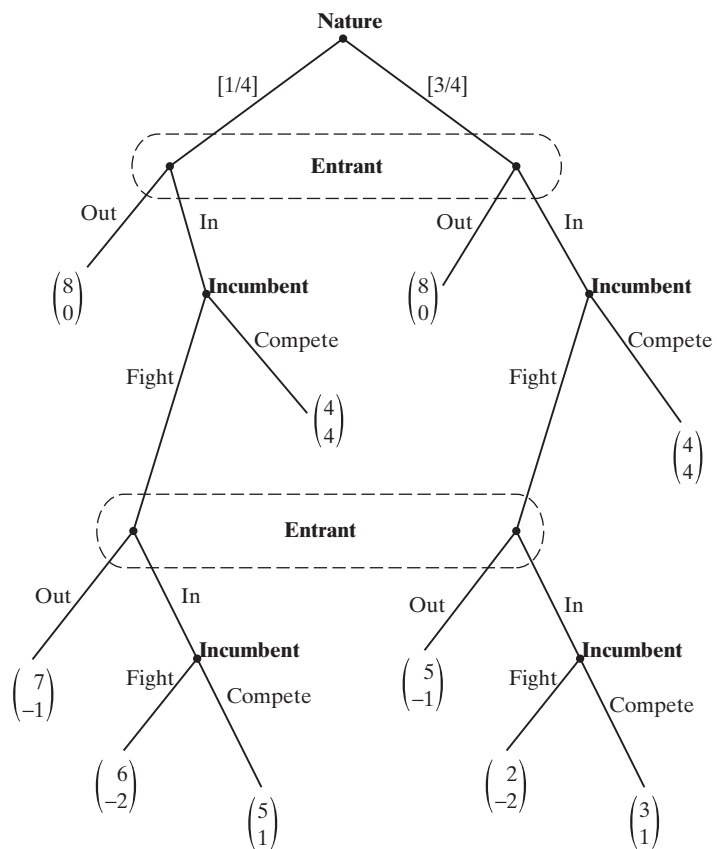 Nature
[1/4] [3/4]
Entrant
Out In Out In
(8 0) Incumbent (8 0) Incumbent
Fight Compete Fight Compete
(4 4) (4 4)
Entrant
Out In Out In
(7 –1) Incumbent (5 –1) Incumbent
Fight Compete Fight Compete
(6 –2) (5 1) (2 –2) (3 1)